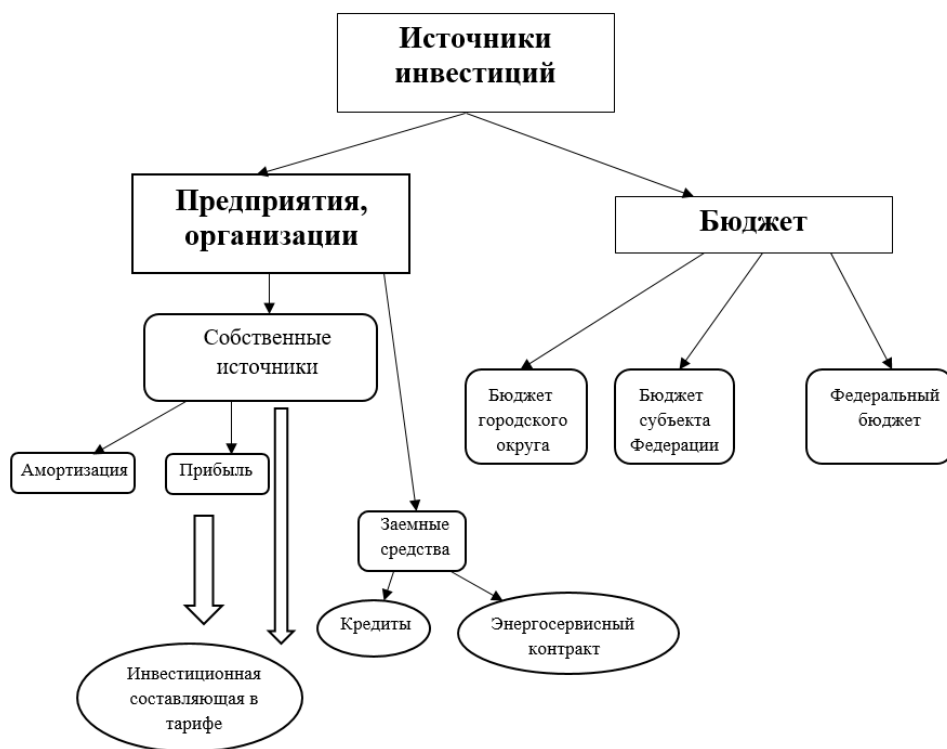 Источники
инвестиций
Предприятия,
организации
Бюджет
Собственные
источники
Бюджет
городского
округа
Бюджет
субъекта
Федерации
Федеральный
бюджет
Амортизация
Прибыль
Заемные
средства
Кредиты
Энергосервисный
контракт
Инвестиционная
составляющая в
тарифе